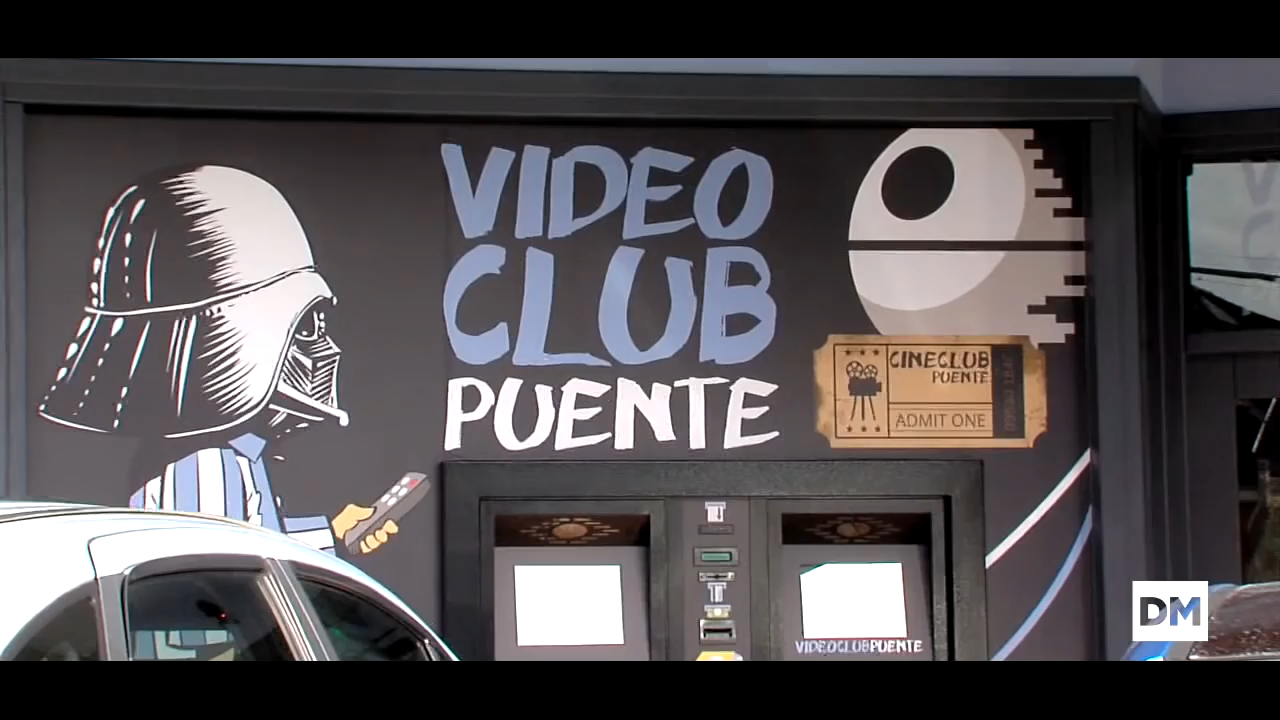 VIDEO
CLUB
PUENTE
CINECLUB
PUENTE
ADMIT ONE
VIDEOCLUBPUENTE
DM